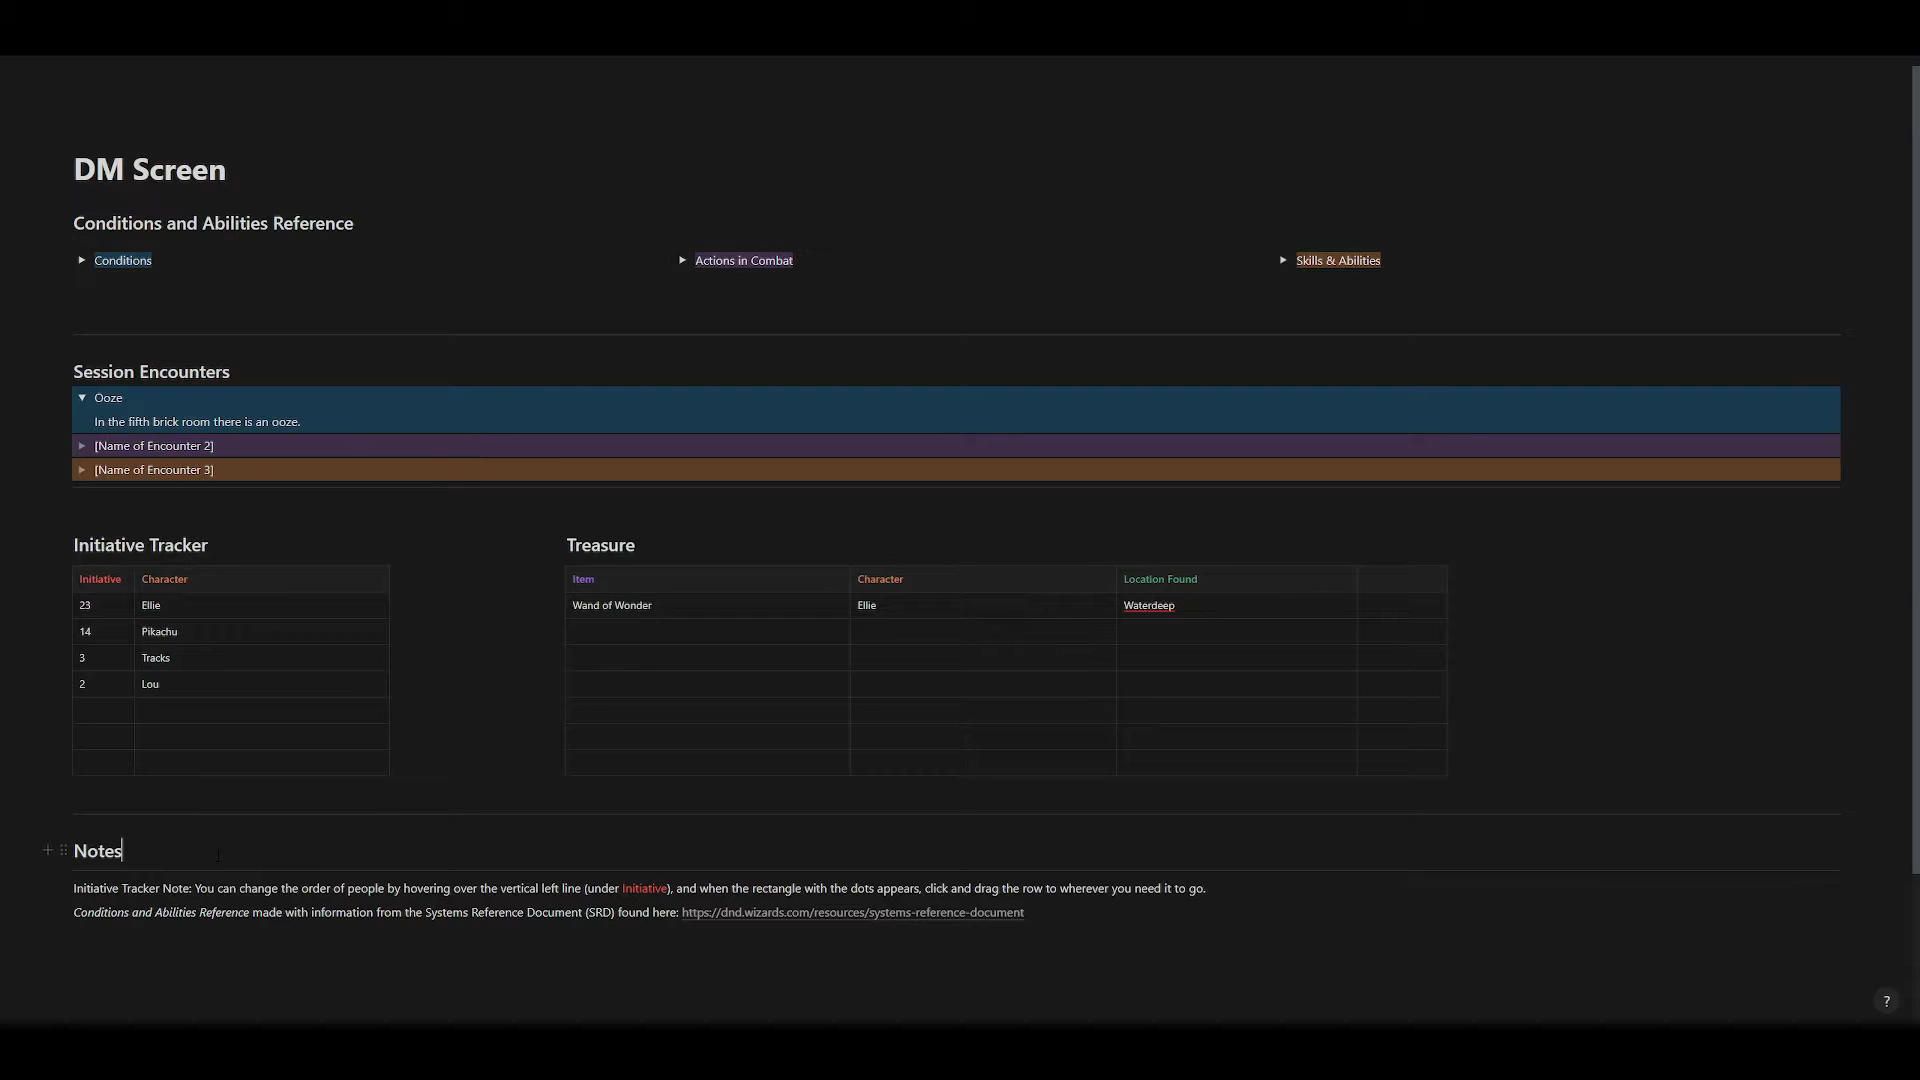 DM Screen
Conditions and Abilities Reference
Conditions
Actions in Combat
Skills & Abilities
Session Encounters
Ooze
In the fifth brick room there is an ooze.
[Name of Encounter 2]
[Name of Encounter 3]
Initiative Tracker
Initiative Character
23 Ellie
14 Pikachu
3 Tracks
2 Lou
Treasure
Item Character Location Found
Wand of Wonder Ellie Waterdeep
Notes
Initiative Tracker Note: You can change the order of people by hovering over the vertical left line (under Initiative), and when the rectangle with the dots appears, click and drag the row to wherever you need it to go.
Conditions and Abilities Reference made with information from the Systems Reference Document (SRD) found here: https://dnd.wizards.com/resources/systems-reference-document
?